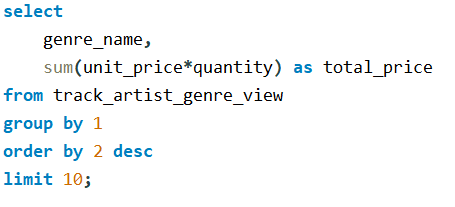 select
    genre_name,
    sum(unit_price*quantity) as total_price
from track_artist_genre_view
group by 1
order by 2 desc
limit 10;